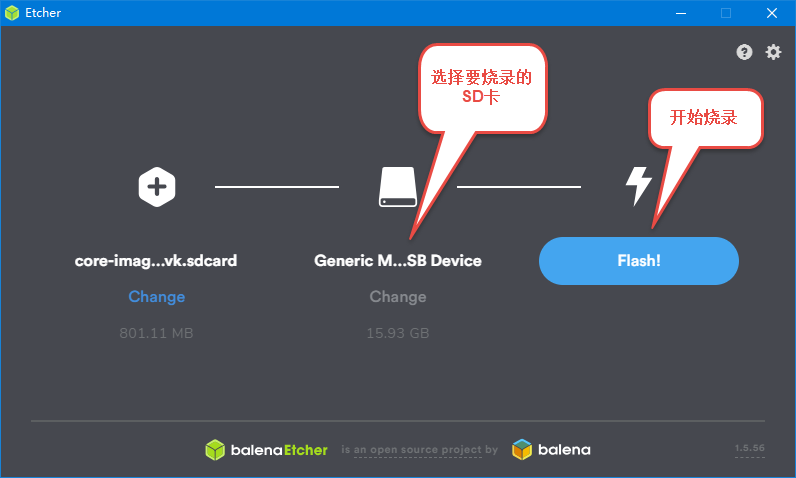 Etcher
选择要烧录的
SD卡
开始烧录
core-imag...vk.sdcard
Generic M...SB Device
Flash!
Change
Change
801.11 MB
15.93 GB
balenaEtcher is an open source project by balena
1.5.56